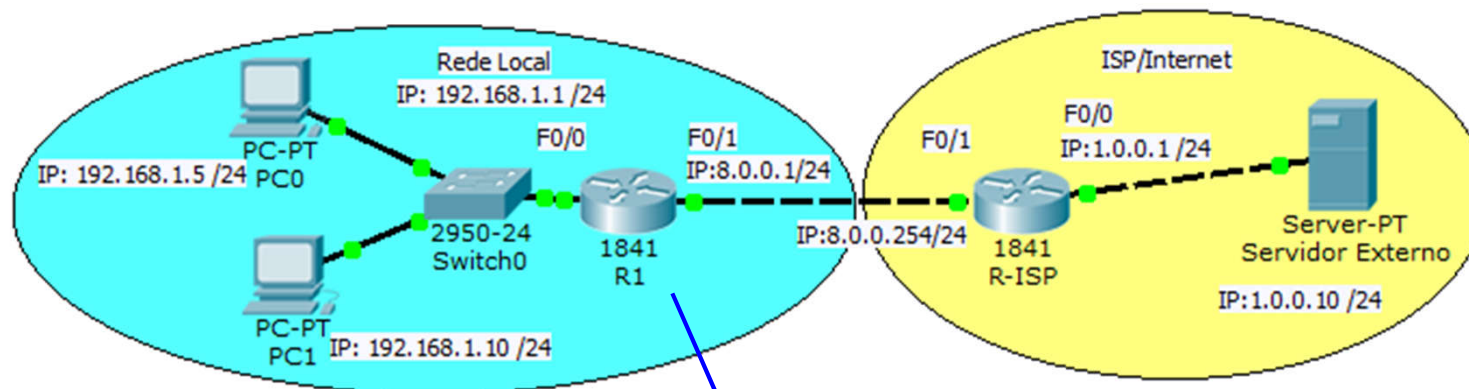 Rede Local
IP: 192.168.1.1 /24
F0/0
F0/1
IP:8.0.0.1/24
PC-PT
PC0
IP: 192.168.1.5 /24
2950-24
Switch0
1841
R1
PC-PT
PC1
IP: 192.168.1.10 /24
ISP/Internet
F0/1
F0/0
IP:1.0.0.1 /24
IP:8.0.0.254/24
1841
R-ISP
Server-PT
Servidor Externo
IP:1.0.0.10 /24